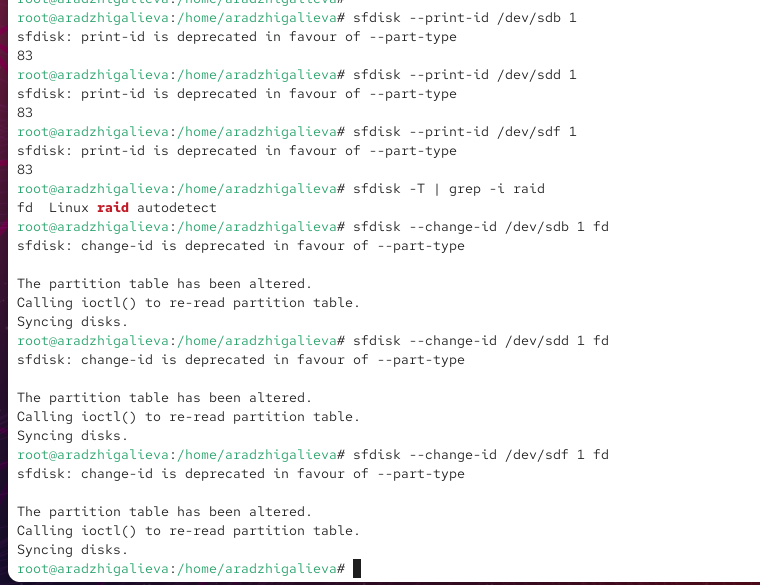 root@aradzhigalieva:/home/aradzhigalieva#
root@aradzhigalieva:/home/aradzhigalieva# sfdisk --print-id /dev/sdb 1
sfdisk: print-id is deprecated in favour of --part-type
83
root@aradzhigalieva:/home/aradzhigalieva# sfdisk --print-id /dev/sdd 1
sfdisk: print-id is deprecated in favour of --part-type
83
root@aradzhigalieva:/home/aradzhigalieva# sfdisk --print-id /dev/sdf 1
sfdisk: print-id is deprecated in favour of --part-type
83
root@aradzhigalieva:/home/aradzhigalieva# sfdisk -T | grep -i raid
fd  Linux raid autodetect
root@aradzhigalieva:/home/aradzhigalieva# sfdisk --change-id /dev/sdb 1 fd
sfdisk: change-id is deprecated in favour of --part-type

The partition table has been altered.
Calling ioctl() to re-read partition table.
Syncing disks.
root@aradzhigalieva:/home/aradzhigalieva# sfdisk --change-id /dev/sdd 1 fd
sfdisk: change-id is deprecated in favour of --part-type

The partition table has been altered.
Calling ioctl() to re-read partition table.
Syncing disks.
root@aradzhigalieva:/home/aradzhigalieva# sfdisk --change-id /dev/sdf 1 fd
sfdisk: change-id is deprecated in favour of --part-type

The partition table has been altered.
Calling ioctl() to re-read partition table.
Syncing disks.
root@aradzhigalieva:/home/aradzhigalieva#